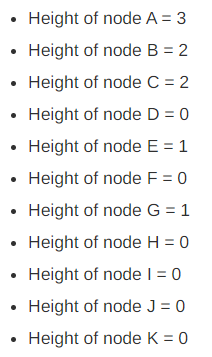 • Height of node A = 3
• Height of node B = 2
• Height of node C = 2
• Height of node D = 0
• Height of node E = 1
• Height of node F = 0
• Height of node G = 1
• Height of node H = 0
• Height of node I = 0
• Height of node J = 0
• Height of node K = 0